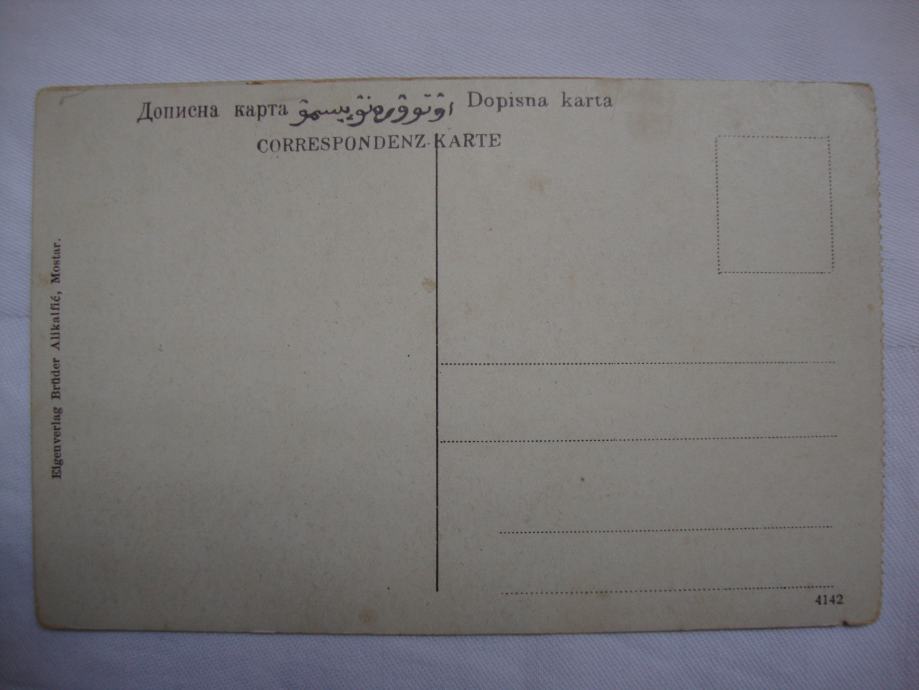 Дописна карта Dopisna karta
CORRESPONDENZ-KARTE
Eigenverlag Brüder Alikalfić, Mostar.
4142